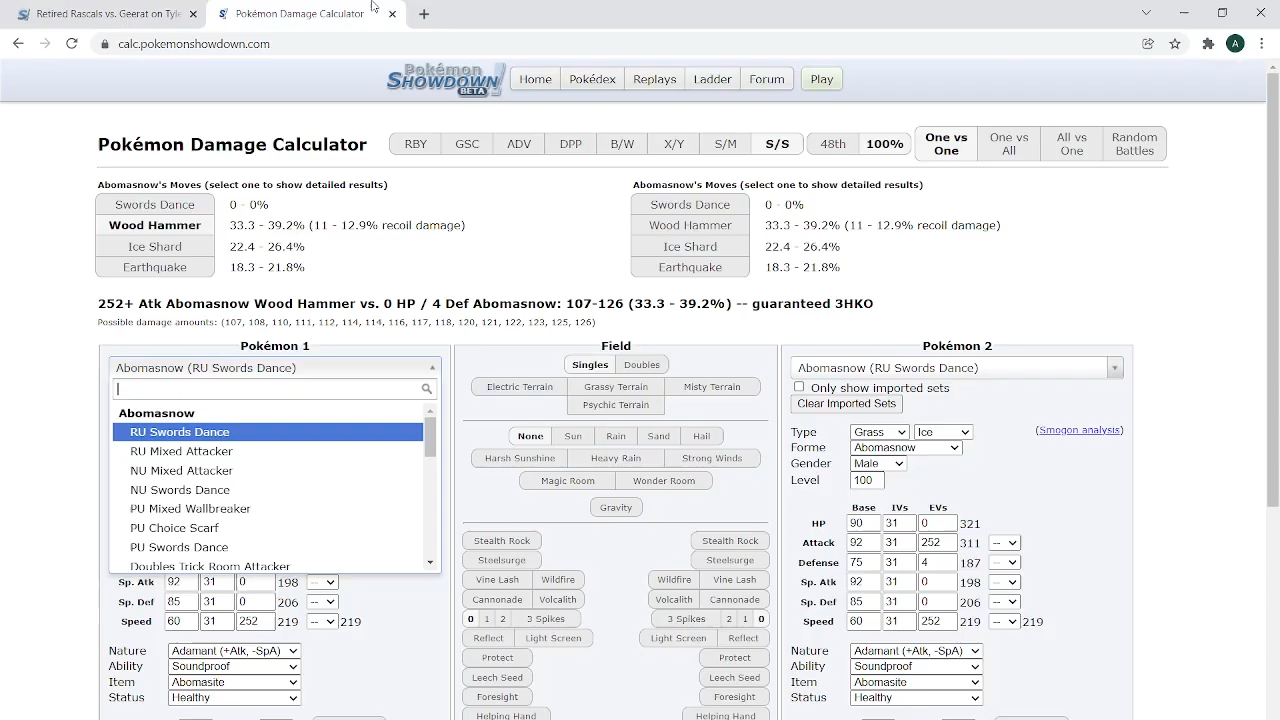 Retired Rascals vs. Geerat on Tyle
Pokémon Damage Calculator
calc.pokemonshowdown.com
A
Pokémon SHOWDOWN BETA
Home Pokédex Replays Ladder Forum Play
Pokémon Damage Calculator
RBY GSC ADV DPP B/W X/Y S/M S/S 48th 100%
One vs One One vs All All vs One Random Battles
Abomasnow's Moves (select one to show detailed results)
Swords Dance 0 - 0%
Wood Hammer 33.3 - 39.2% (11 - 12.9% recoil damage)
Ice Shard 22.4 - 26.4%
Earthquake 18.3 - 21.8%
Abomasnow's Moves (select one to show detailed results)
Swords Dance 0 - 0%
Wood Hammer 33.3 - 39.2% (11 - 12.9% recoil damage)
Ice Shard 22.4 - 26.4%
Earthquake 18.3 - 21.8%
252+ Atk Abomasnow Wood Hammer vs. 0 HP / 4 Def Abomasnow: 107-126 (33.3 - 39.2%) -- guaranteed 3HKO
Possible damage amounts: (107, 108, 110, 111, 112, 114, 114, 116, 117, 118, 120, 121, 122, 123, 125, 126)
Pokémon 1
Abomasnow (RU Swords Dance)
Abomasnow
RU Swords Dance
RU Mixed Attacker
NU Mixed Attacker
NU Swords Dance
PU Mixed Wallbreaker
PU Choice Scarf
PU Swords Dance
Doubles Trick Room Attacker
Sp. Atk 92 31 0 198 --
Sp. Def 85 31 0 206 --
Speed 60 31 252 219 -- 219
Nature Adamant (+Atk, -SpA)
Ability Soundproof
Item Abomasite
Status Healthy
Field
Singles Doubles
Electric Terrain Grassy Terrain Misty Terrain
Psychic Terrain
None Sun Rain Sand Hail
Harsh Sunshine Heavy Rain Strong Winds
Magic Room Wonder Room
Gravity
Stealth Rock Stealth Rock
Steelsurge Steelsurge
Vine Lash Wildfire Wildfire Vine Lash
Cannonade Volcalith Volcalith Cannonade
0 1 2 3 Spikes 3 Spikes 2 1 0
Reflect Light Screen Light Screen Reflect
Protect Protect
Leech Seed Leech Seed
Foresight Foresight
Helping Hand Helping Hand
Pokémon 2
Abomasnow (RU Swords Dance)
Only show imported sets
Clear Imported Sets
Type Grass Ice (Smogon analysis)
Forme Abomasnow
Gender Male
Level 100
Base IVs EVs
HP 90 31 0 321
Attack 92 31 252 311 --
Defense 75 31 4 187 --
Sp. Atk 92 31 0 198 --
Sp. Def 85 31 0 206 --
Speed 60 31 252 219 -- 219
Nature Adamant (+Atk, -SpA)
Ability Soundproof
Item Abomasite
Status Healthy